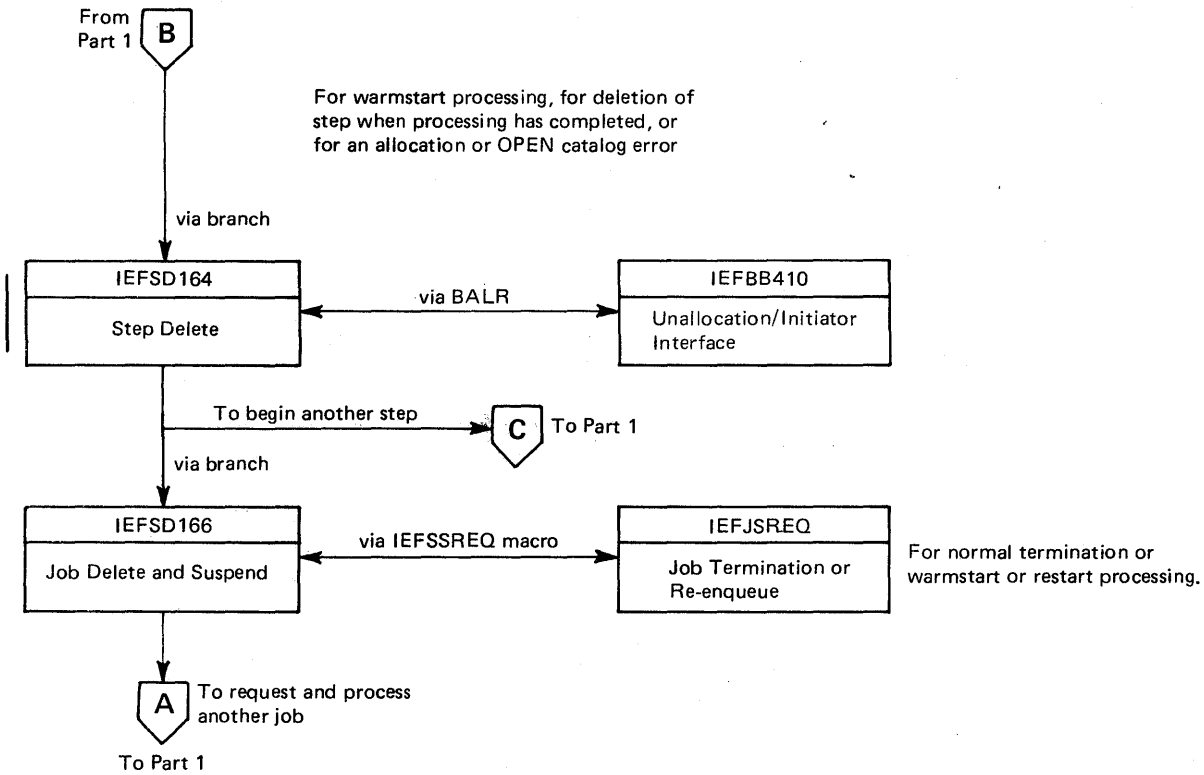 From
Part 1
B
For warmstart processing, for deletion of
step when processing has completed, or
for an allocation or OPEN catalog error
via branch
IEFSD164
Step Delete
via BALR
IEFBB410
Unallocation/Initiator
Interface
To begin another step
C
To Part 1
via branch
IEFSD166
Job Delete and Suspend
via IEFSSREQ macro
IEFJSREQ
Job Termination or
Re-enqueue
For normal termination or
warmstart or restart processing.
A
To request and process
another job
To Part 1